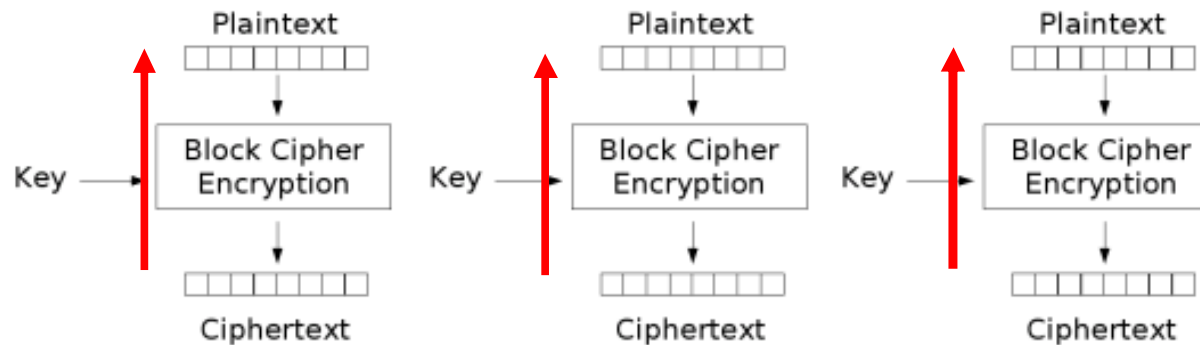 Plaintext Plaintext Plaintext
Block Cipher Block Cipher Block Cipher
Key Encryption Key Encryption Key Encryption
Ciphertext Ciphertext Ciphertext